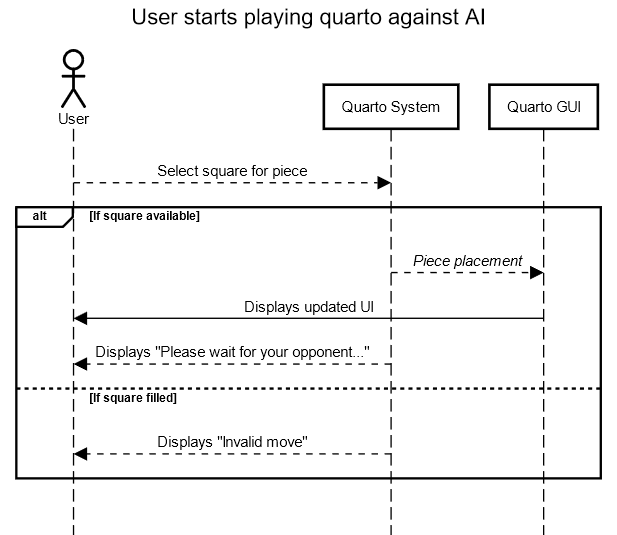 User starts playing quarto against AI
User
Quarto System
Quarto GUI
Select square for piece
alt
[If square available]
Piece placement
Displays updated UI
Displays "Please wait for your opponent..."
[If square filled]
Displays "Invalid move"